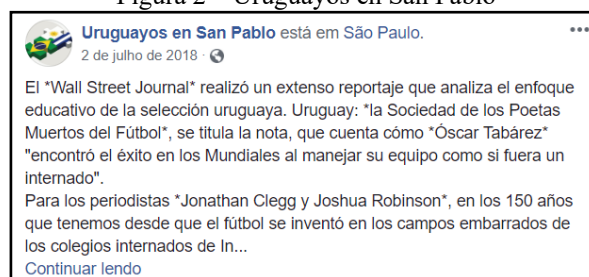 Figura 2 – Uruguayos en San Pablo
Uruguayos en San Pablo está em São Paulo.
2 de julho de 2018 ·
El *Wall Street Journal* realizó un extenso reportaje que analiza el enfoque
educativo de la selección uruguaya. Uruguay: *la Sociedad de los Poetas
Muertos del Fútbol*, se titula la nota, que cuenta cómo *Óscar Tabárez*
"encontró el éxito en los Mundiales al manejar su equipo como si fuera un
internado".
Para los periodistas *Jonathan Clegg y Joshua Robinson*, en los 150 años
que tenemos desde que el fútbol se inventó en los campos embarrados de
los colegios internados de In...
Continuar lendo